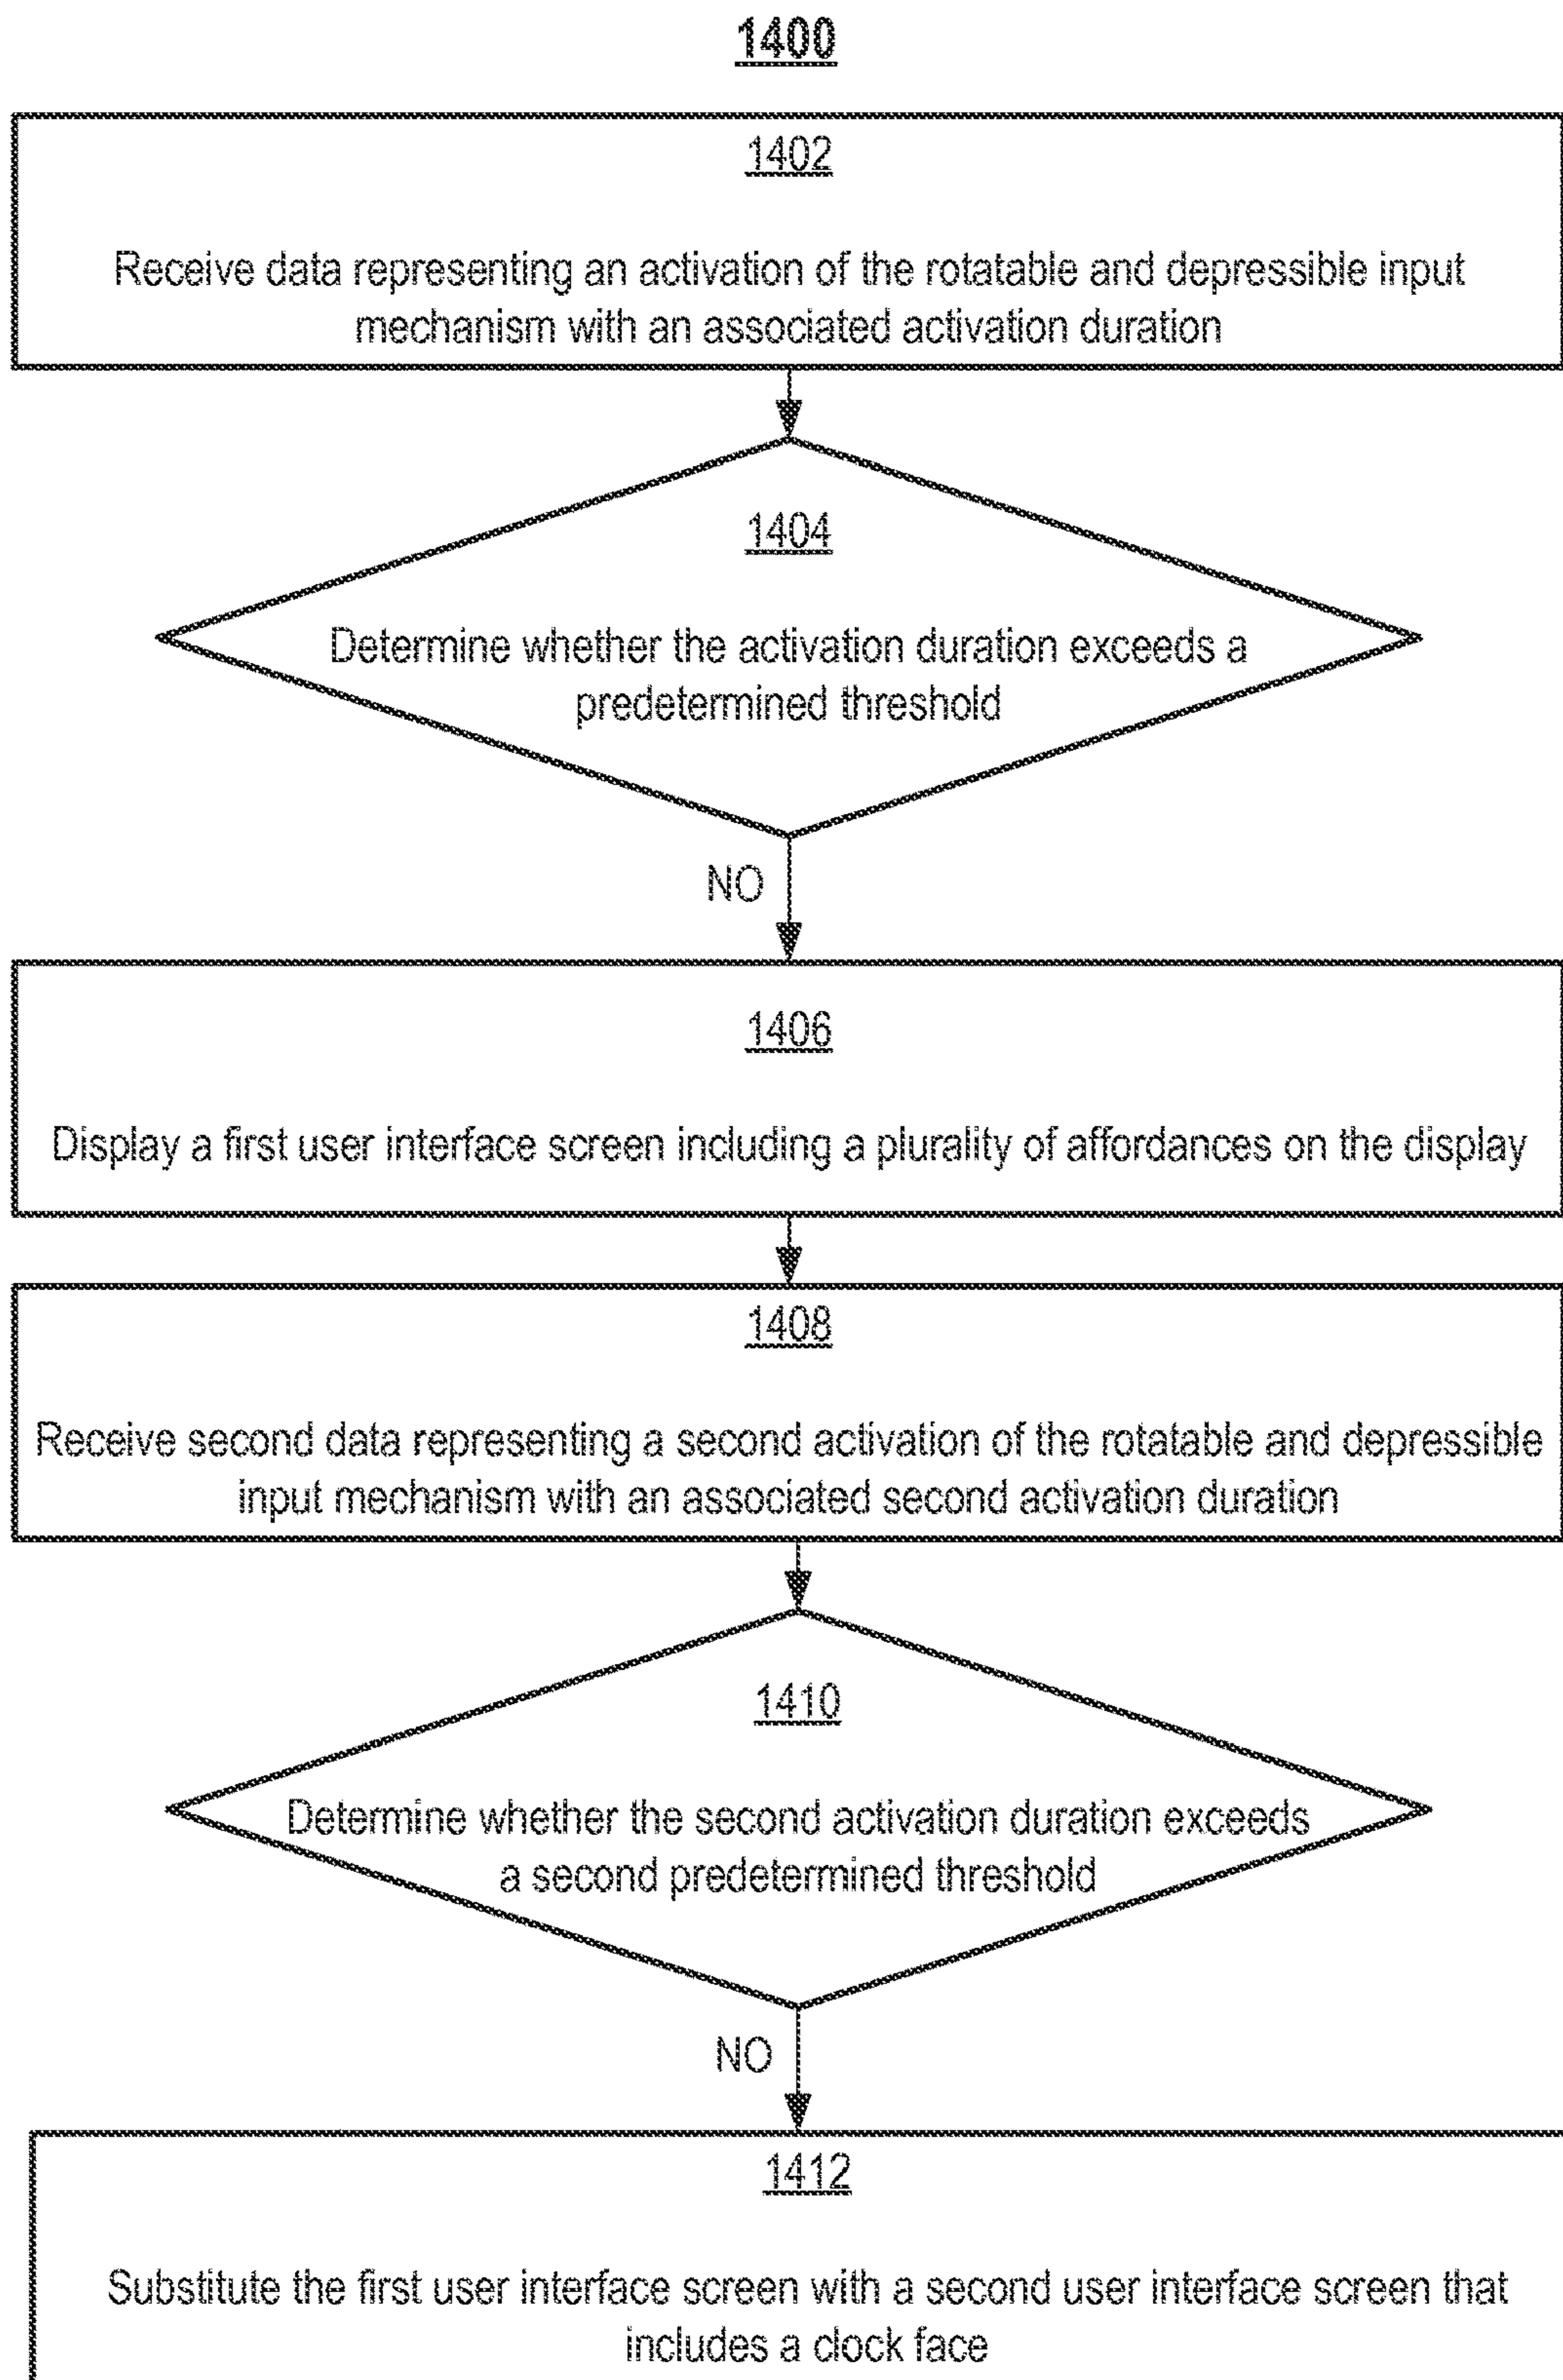 1400
1402
Receive data representing an activation of the rotatable and depressible input
mechanism with an associated activation duration
1404
Determine whether the activation duration exceeds a
predetermined threshold
NO
1406
Display a first user interface screen including a plurality of affordances on the display
1408
Receive second data representing a second activation of the rotatable and depressible
input mechanism with an associated second activation duration
1410
Determine whether the second activation duration exceeds
a second predetermined threshold
NO
1412
Substitute the first user interface screen with a second user interface screen that
includes a clock face